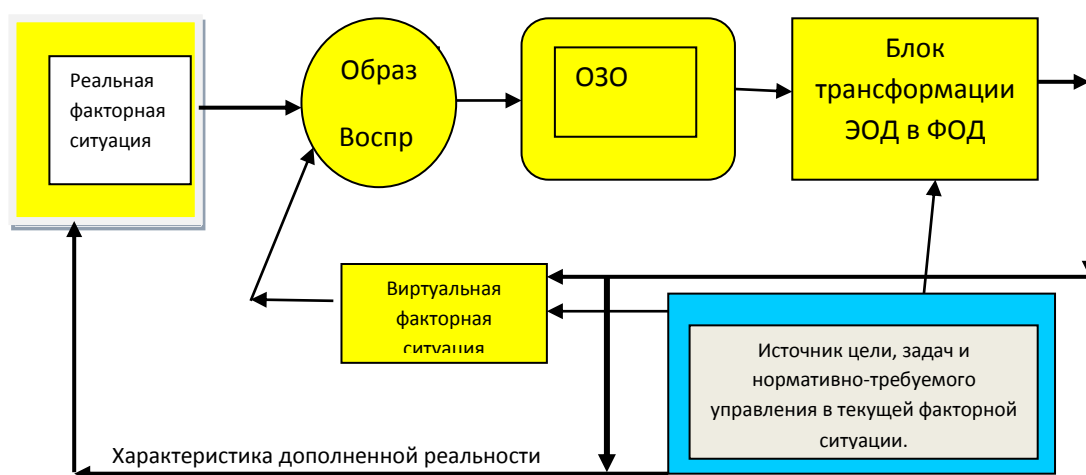 Реальная
факторная
ситуация
Образ
Воспр
ОЗО
Блок
трансформации
ЭОД в ФОД
Виртуальная
факторная
ситуация
Источник цели, задач и
нормативно-требуемого
управления в текущей факторной
ситуации.
Характеристика дополненной реальности